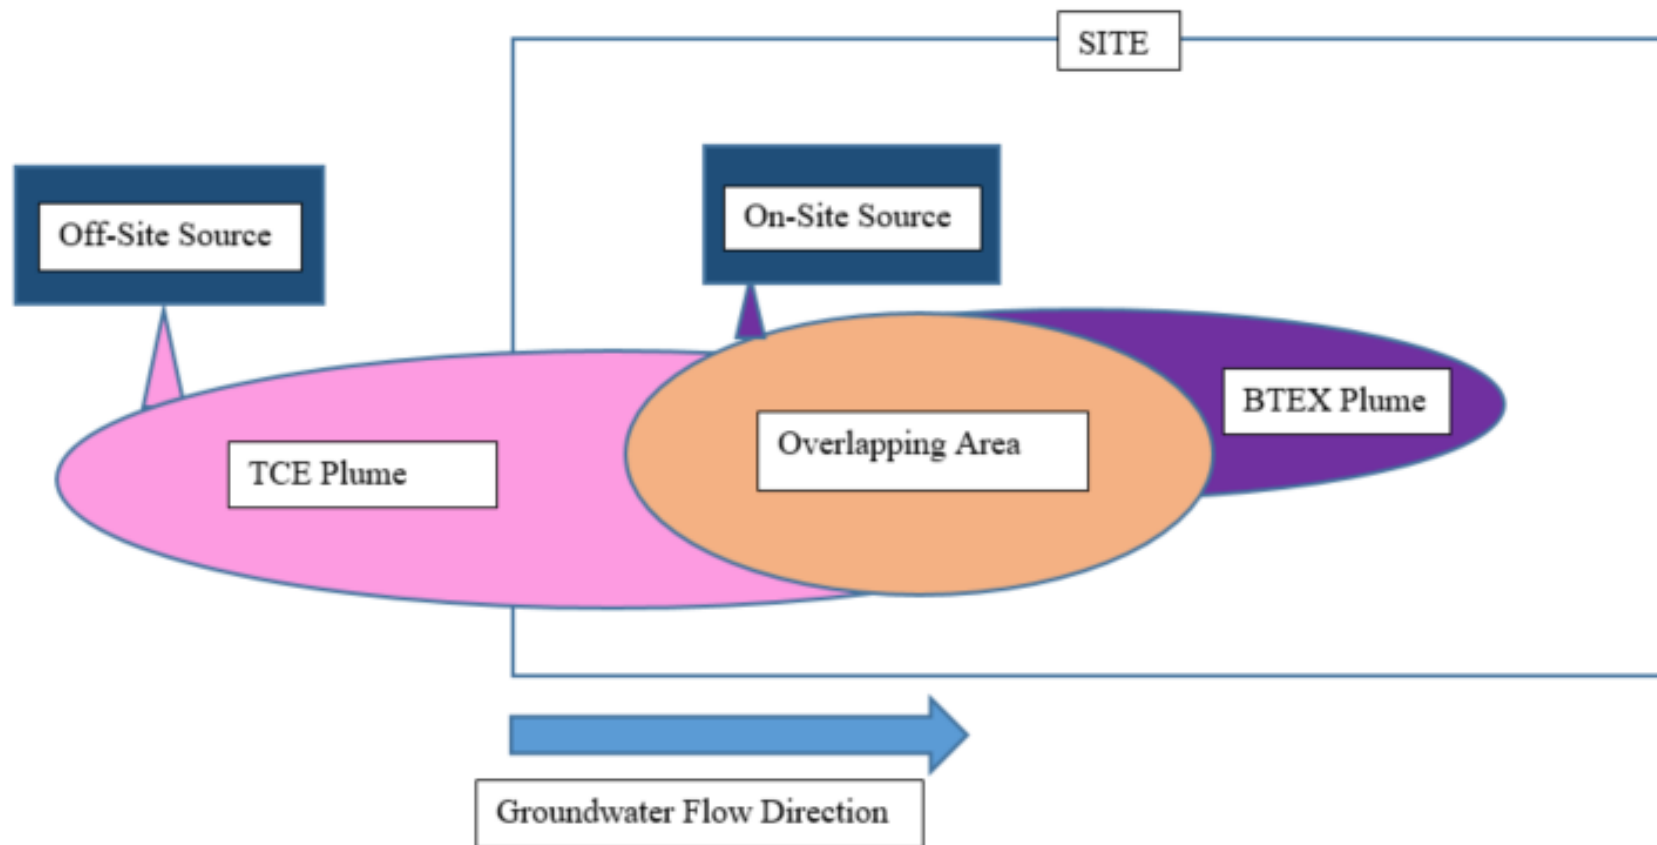 SITE
Off-Site Source
On-Site Source
TCE Plume
Overlapping Area
BTEX Plume
Groundwater Flow Direction